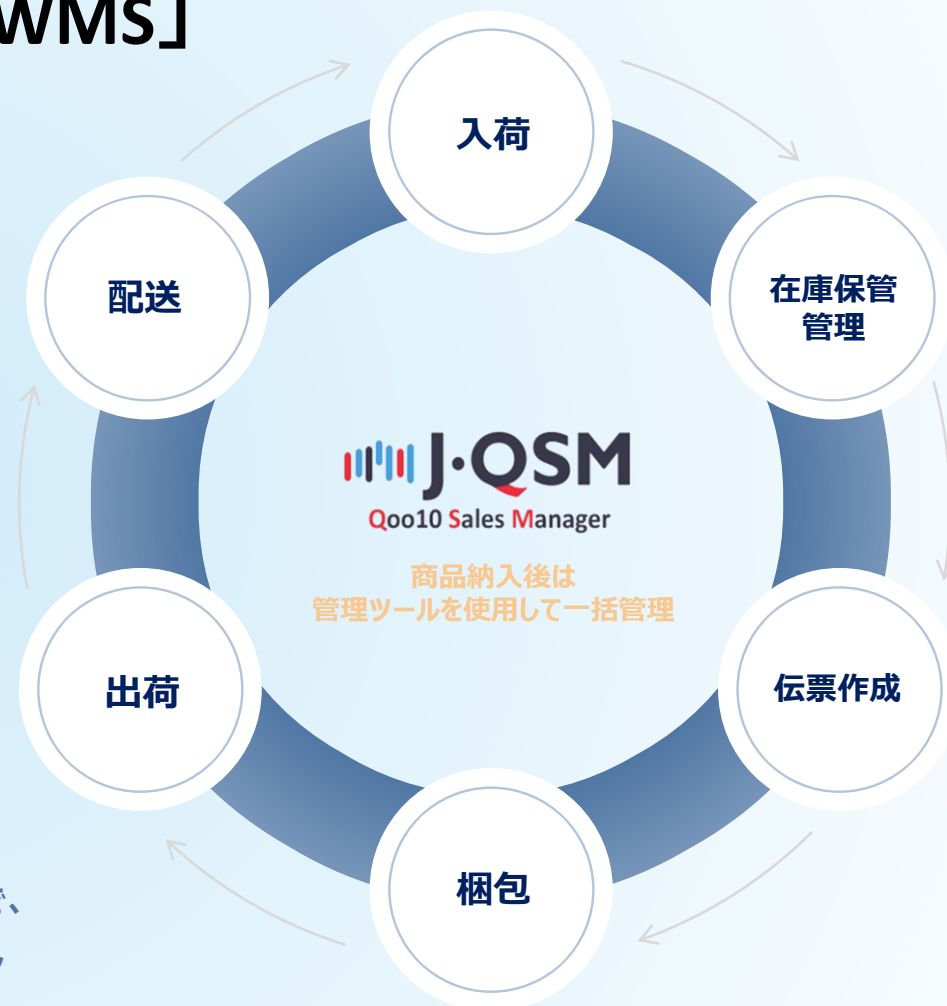 WMS」
入荷
配送
在庫保管
管理
J·QSM
Qoo10 Sales Manager
商品納入後は
管理ツールを使用して一括管理
出荷
伝票作成
梱包